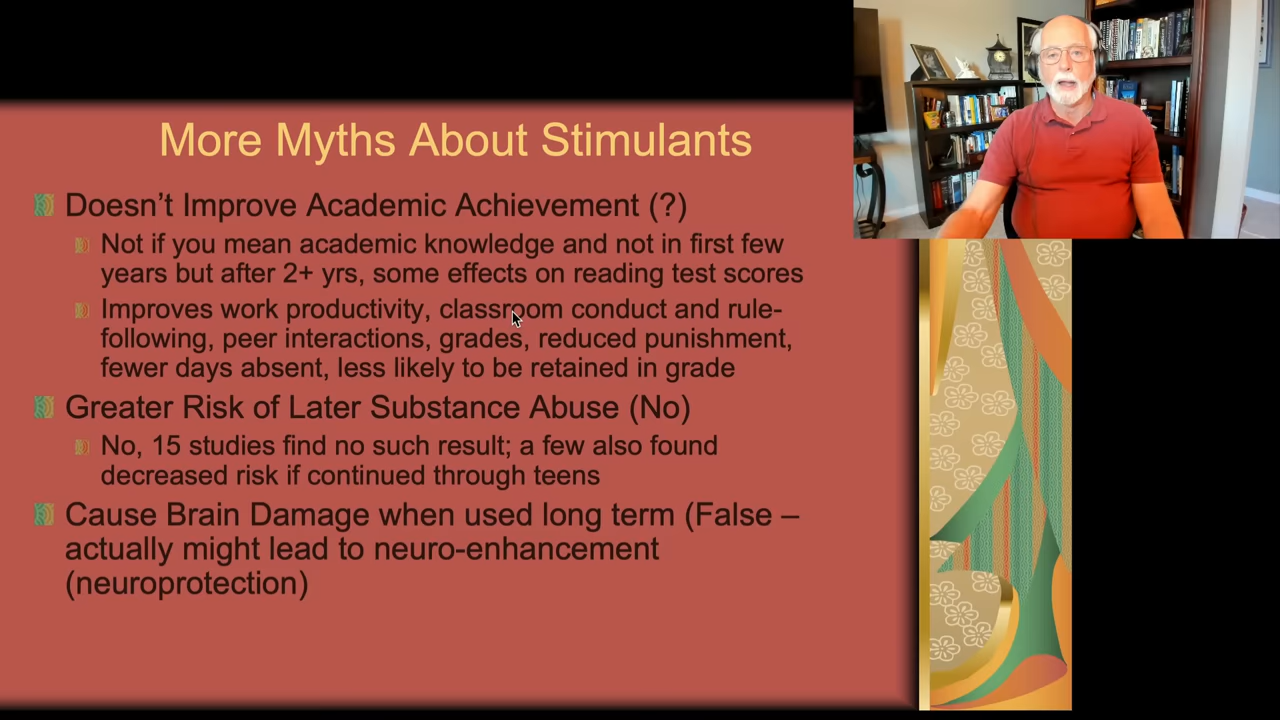 More Myths About Stimulants
Doesn’t Improve Academic Achievement (?)
Not if you mean academic knowledge and not in first few
years but after 2+ yrs, some effects on reading test scores
Improves work productivity, classroom conduct and rule-
following, peer interactions, grades, reduced punishment,
fewer days absent, less likely to be retained in grade
Greater Risk of Later Substance Abuse (No)
No, 15 studies find no such result; a few also found
decreased risk if continued through teens
Cause Brain Damage when used long term (False –
actually might lead to neuro-enhancement
(neuroprotection)